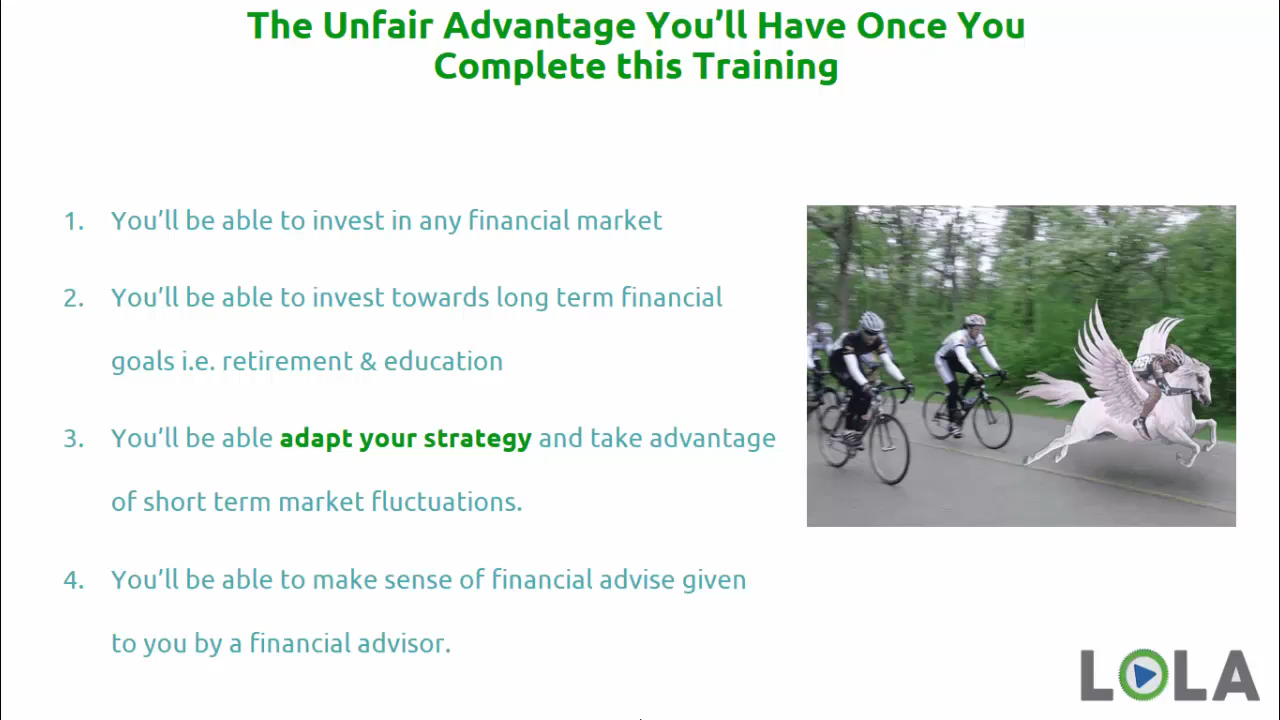 The Unfair Advantage You'll Have Once You
Complete this Training
1. You'll be able to invest in any financial market
2. You'll be able to invest towards long term financial
goals i.e. retirement & education
3. You'll be able adapt your strategy and take advantage
of short term market fluctuations.
4. You'll be able to make sense of financial advise given
to you by a financial advisor.
LOLA